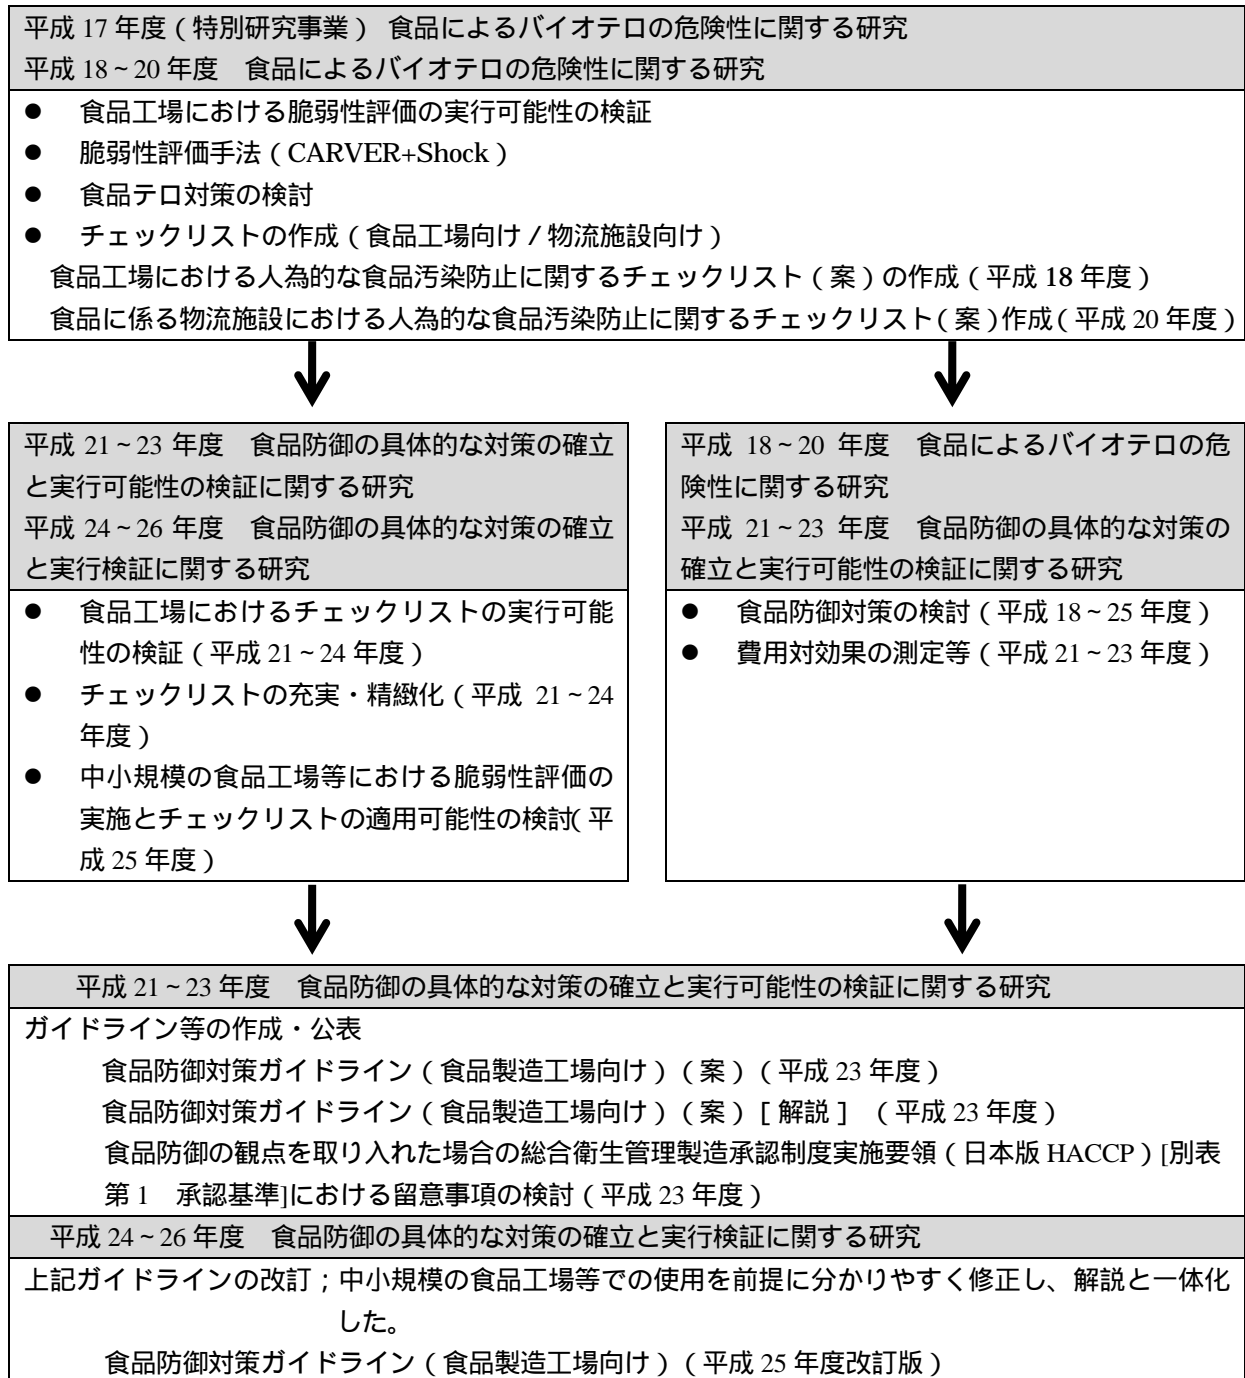 平成 17 年度（特別研究事業） 食品によるバイオテロの危険性に関する研究
平成 18～20 年度　食品によるバイオテロの危険性に関する研究
● 食品工場における脆弱性評価の実行可能性の検証
● 脆弱性評価手法（CARVER+Shock）
● 食品テロ対策の検討
● チェックリストの作成（食品工場向け／物流施設向け）
食品工場における人為的な食品汚染防止に関するチェックリスト（案）の作成（平成 18 年度）
食品に係る物流施設における人為的な食品汚染防止に関するチェックリスト（案）作成（平成 20 年度）
平成 21～23 年度　食品防御の具体的な対策の確立
と実行可能性の検証に関する研究
平成 24～26 年度　食品防御の具体的な対策の確立
と実行検証に関する研究
● 食品工場におけるチェックリストの実行可能
性の検証（平成 21～24 年度）
● チェックリストの充実・精緻化（平成 21～24
年度）
● 中小規模の食品工場等における脆弱性評価の
実施とチェックリストの適用可能性の検討（平
成 25 年度）
平成 18～20 年度　食品によるバイオテロの危
険性に関する研究
平成 21～23 年度　食品防御の具体的な対策の
確立と実行可能性の検証に関する研究
● 食品防御対策の検討（平成 18～25 年度）
● 費用対効果の測定等（平成 21～23 年度）
平成 21～23 年度　食品防御の具体的な対策の確立と実行可能性の検証に関する研究
ガイドライン等の作成・公表
食品防御対策ガイドライン（食品製造工場向け）（案）（平成 23 年度）
食品防御対策ガイドライン（食品製造工場向け）（案）［解説］ （平成 23 年度）
食品防御の観点を取り入れた場合の総合衛生管理製造承認制度実施要領（日本版 HACCP）[別表
第 1　承認基準]における留意事項の検討（平成 23 年度）
平成 24～26 年度　食品防御の具体的な対策の確立と実行検証に関する研究
上記ガイドラインの改訂；中小規模の食品工場等での使用を前提に分かりやすく修正し、解説と一体化
した。
食品防御対策ガイドライン（食品製造工場向け）（平成 25 年度改訂版）